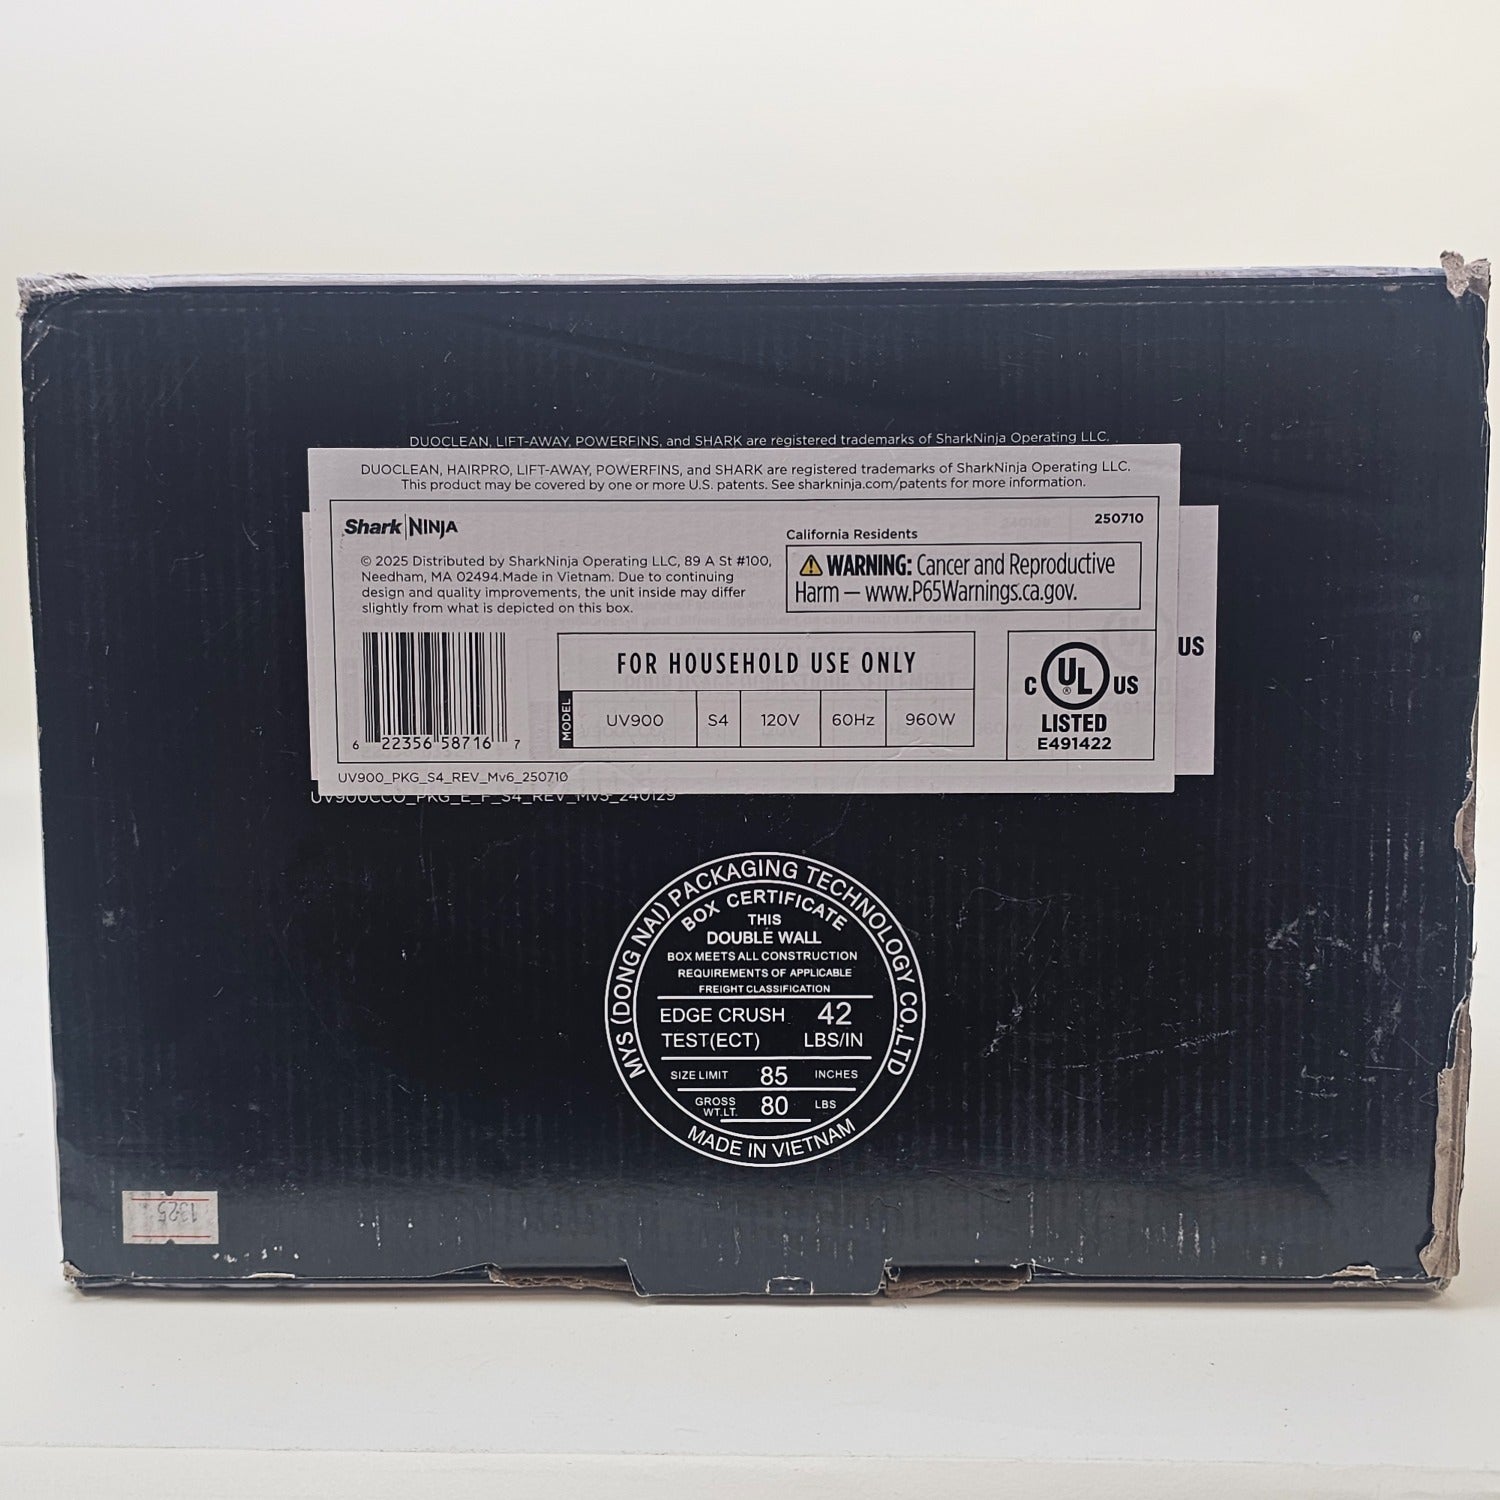 DUOCLEAN, LIFT-AWAY, POWERFINS, and SHARK are registered trademarks of SharkNinja Operating LLC.
DUOCLEAN, HAIRPRO, LIFT-AWAY, POWERFINS, and SHARK are registered trademarks of SharkNinja Operating LLC.
This product may be covered by one or more U.S. patents. See sharkninja.com/patents for more information.
Shark|NINJA
250710
© 2025 Distributed by SharkNinja Operating LLC, 89 A St #100,
Needham, MA 02494.Made in Vietnam. Due to continuing
design and quality improvements, the unit inside may differ
slightly from what is depicted on this box.
California Residents
⚠ WARNING: Cancer and Reproductive
Harm — www.P65Warnings.ca.gov.
6 22356 58716 7
FOR HOUSEHOLD USE ONLY
MODEL UV900 S4 120V 60Hz 960W
C UL ® US
LISTED
E491422
US
UV900_PKG_S4_REV_Mv6_250710
UV900CCO_PKG_E_F_S4_REV_Mv5_240129
MYS (DONG NAI) PACKAGING TECHNOLOGY CO.,LTD
BOX CERTIFICATE
THIS
DOUBLE WALL
BOX MEETS ALL CONSTRUCTION
REQUIREMENTS OF APPLICABLE
FREIGHT CLASSIFICATION
EDGE CRUSH 42
TEST(ECT) LBS/IN
SIZE LIMIT 85 INCHES
GROSS
WT.LT. 80 LBS
MADE IN VIETNAM
1325